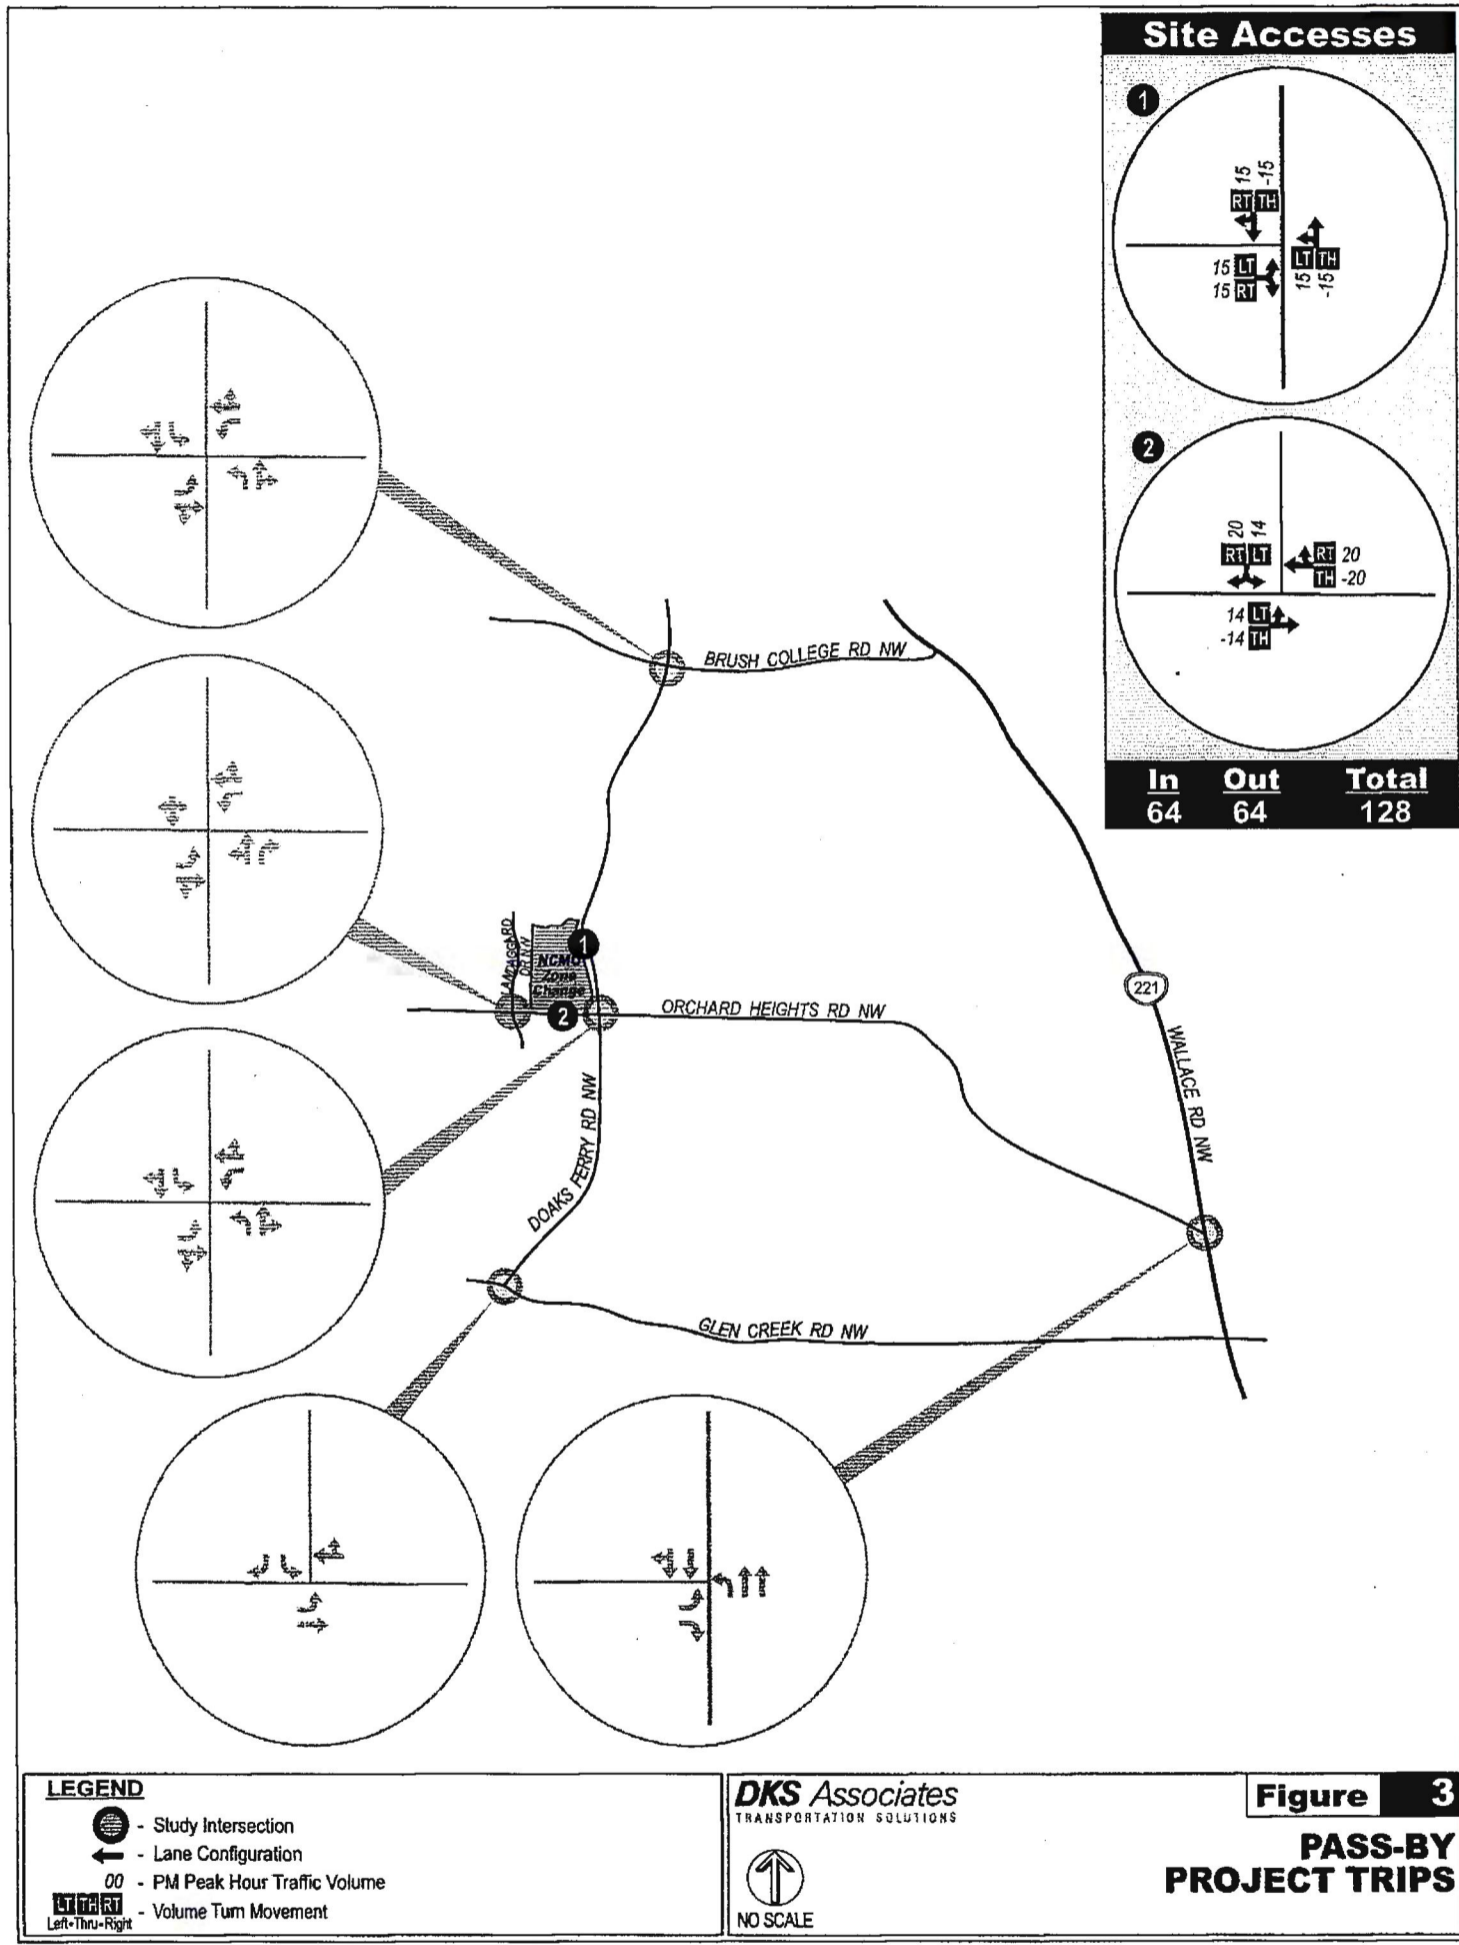 Site Accesses
1
15 -15
RT TH
15 LT
15 RT
LT TH
15 -15
2
20 14
RT LT
RT 20
TH -20
14 LT
-14 TH
In Out Total
64 64 128
BRUSH COLLEGE RD NW
LANDAGGARD
DR NW
1
NCMU
Zone
Change
2
ORCHARD HEIGHTS RD NW
221
WALLACE RD NW
DOAKS FERRY RD NW
GLEN CREEK RD NW
LEGEND
- Study Intersection
- Lane Configuration
00 - PM Peak Hour Traffic Volume
LT TH RT - Volume Turn Movement
Left•Thru•Right
DKS Associates
TRANSPORTATION SOLUTIONS
NO SCALE
Figure 3
PASS-BY
PROJECT TRIPS